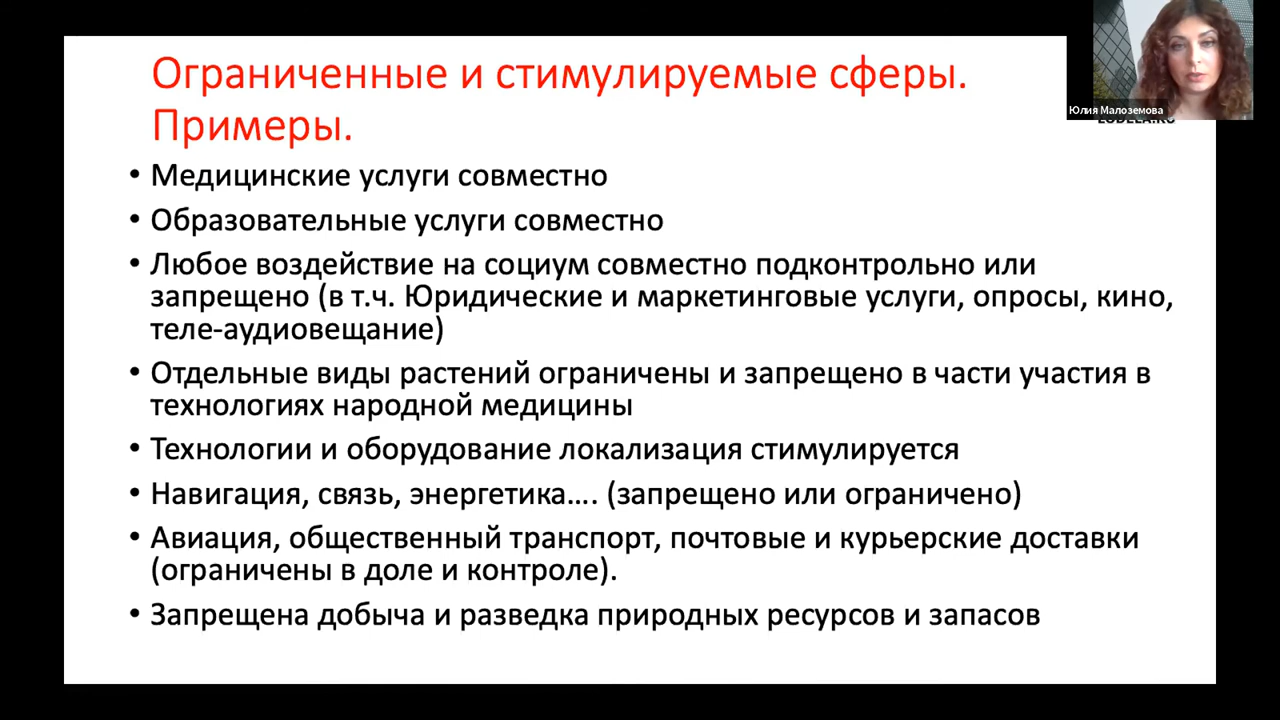 Ограниченные и стимулируемые сферы.
Примеры.
Юлия Малоземова
• Медицинские услуги совместно
• Образовательные услуги совместно
• Любое воздействие на социум совместно подконтрольно или
запрещено (в т.ч. Юридические и маркетинговые услуги, опросы, кино,
теле-аудиовещание)
• Отдельные виды растений ограничены и запрещено в части участия в
технологиях народной медицины
• Технологии и оборудование локализация стимулируется
• Навигация, связь, энергетика…. (запрещено или ограничено)
• Авиация, общественный транспорт, почтовые и курьерские доставки
(ограничены в доле и контроле).
• Запрещена добыча и разведка природных ресурсов и запасов